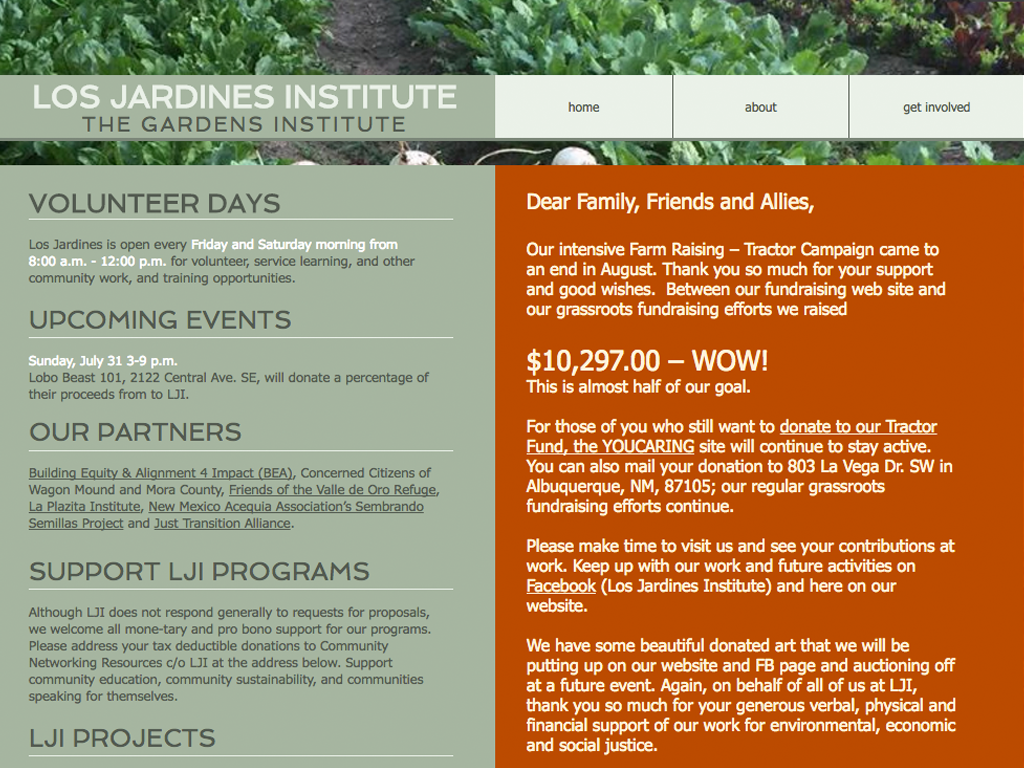 LOS JARDINES INSTITUTE
THE GARDENS INSTITUTE
home
about
get involved
VOLUNTEER DAYS
Los Jardines is open every Friday and Saturday morning from
8:00 a.m. - 12:00 p.m. for volunteer, service learning, and other
community work, and training opportunities.
UPCOMING EVENTS
Sunday, July 31 3-9 p.m.
Lobo Beast 101, 2122 Central Ave. SE, will donate a percentage of
their proceeds from to LJI.
OUR PARTNERS
Building Equity & Alignment 4 Impact (BEA), Concerned Citizens of
Wagon Mound and Mora County, Friends of the Valle de Oro Refuge,
La Plazita Institute, New Mexico Acequia Association's Sembrando
Semillas Project and Just Transition Alliance.
SUPPORT LJI PROGRAMS
Although LJI does not respond generally to requests for proposals,
we welcome all mone-tary and pro bono support for our programs.
Please address your tax deductible donations to Community
Networking Resources c/o LJI at the address below. Support
community education, community sustainability, and communities
speaking for themselves.
LJI PROJECTS
Dear Family, Friends and Allies,
Our intensive Farm Raising – Tractor Campaign came to
an end in August. Thank you so much for your support
and good wishes.  Between our fundraising web site and
our grassroots fundraising efforts we raised
$10,297.00 – WOW!
This is almost half of our goal.
For those of you who still want to donate to our Tractor
Fund, the YOUCARING site will continue to stay active.
You can also mail your donation to 803 La Vega Dr. SW in
Albuquerque, NM, 87105; our regular grassroots
fundraising efforts continue.
Please make time to visit us and see your contributions at
work. Keep up with our work and future activities on
Facebook (Los Jardines Institute) and here on our
website.
We have some beautiful donated art that we will be
putting up on our website and FB page and auctioning off
at a future event. Again, on behalf of all of us at LJI,
thank you so much for your generous verbal, physical and
financial support of our work for environmental, economic
and social justice.